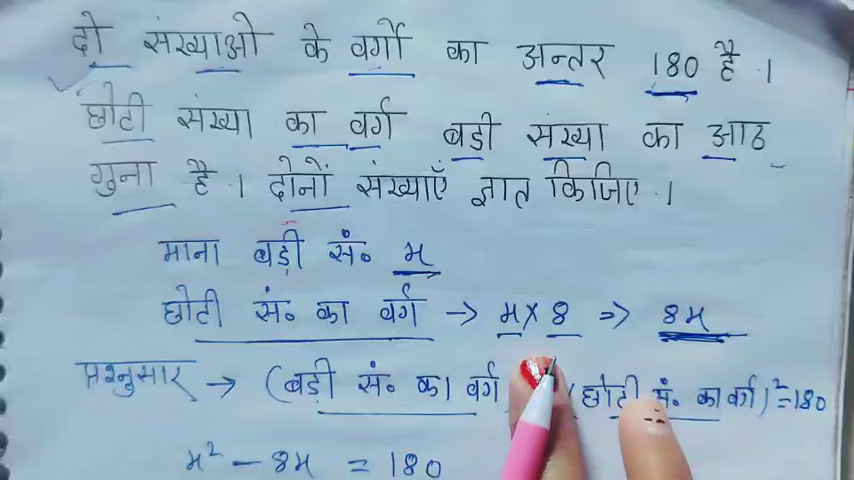 दो संख्याओ के वर्गो का अन्तर 180 है ।
छोटी संख्या का वर्ग बड़ी संख्या का आठ
गुना है । दोनों संख्याएँ ज्ञात किजिए ।
माना बड़ी सं० x
छोटी सं० का वर्ग → x × 8 ⇒ 8x
प्रश्नुसार → (बड़ी सं० का वर्ग (छोटी सं० का वर्ग)² = 180
x² - 8x = 180